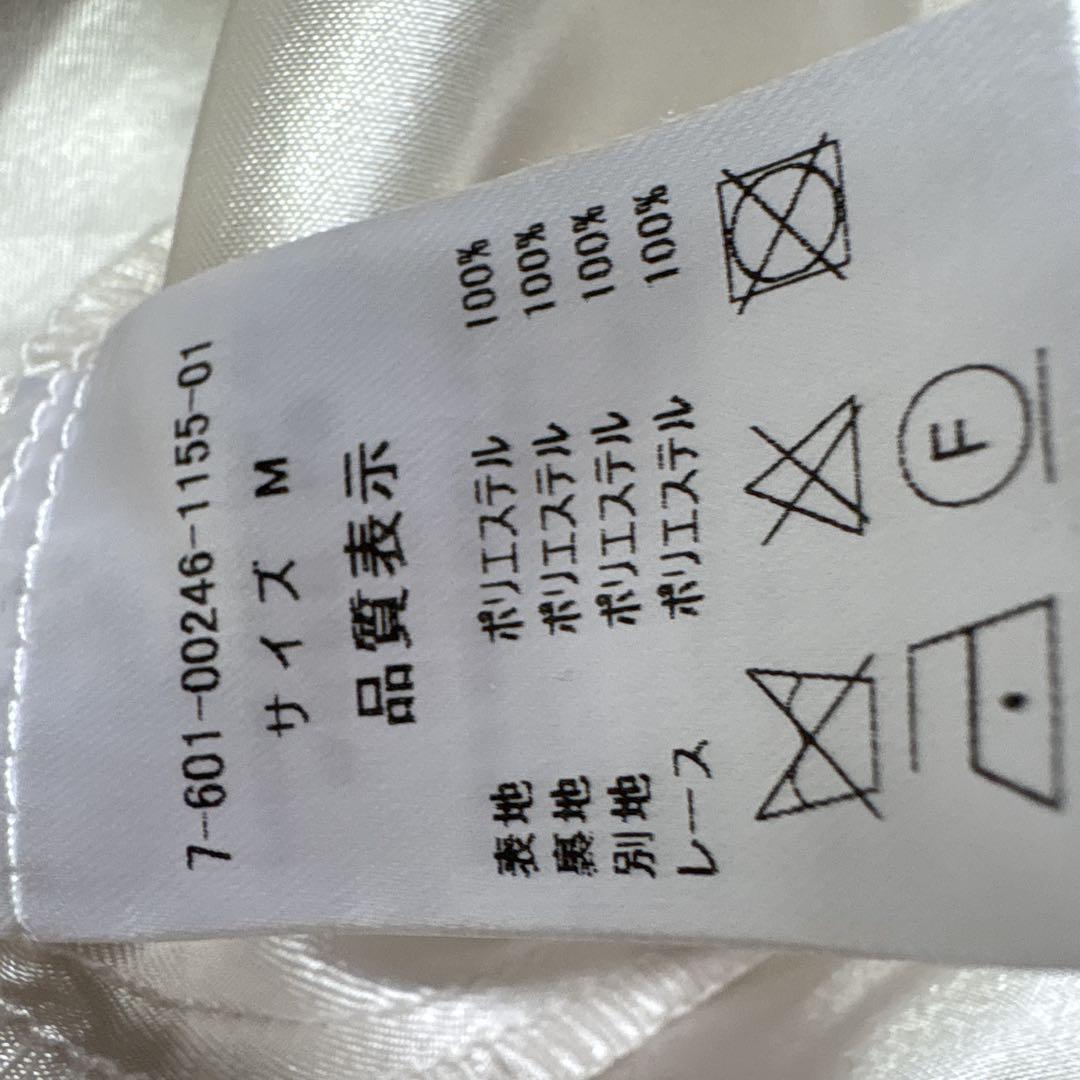 7-601-00246-1155-01
サイズ M
品質表示
表地 ポリエステル 100%
裏地 ポリエステル 100%
別地 ポリエステル 100%
レース ポリエステル 100%
F